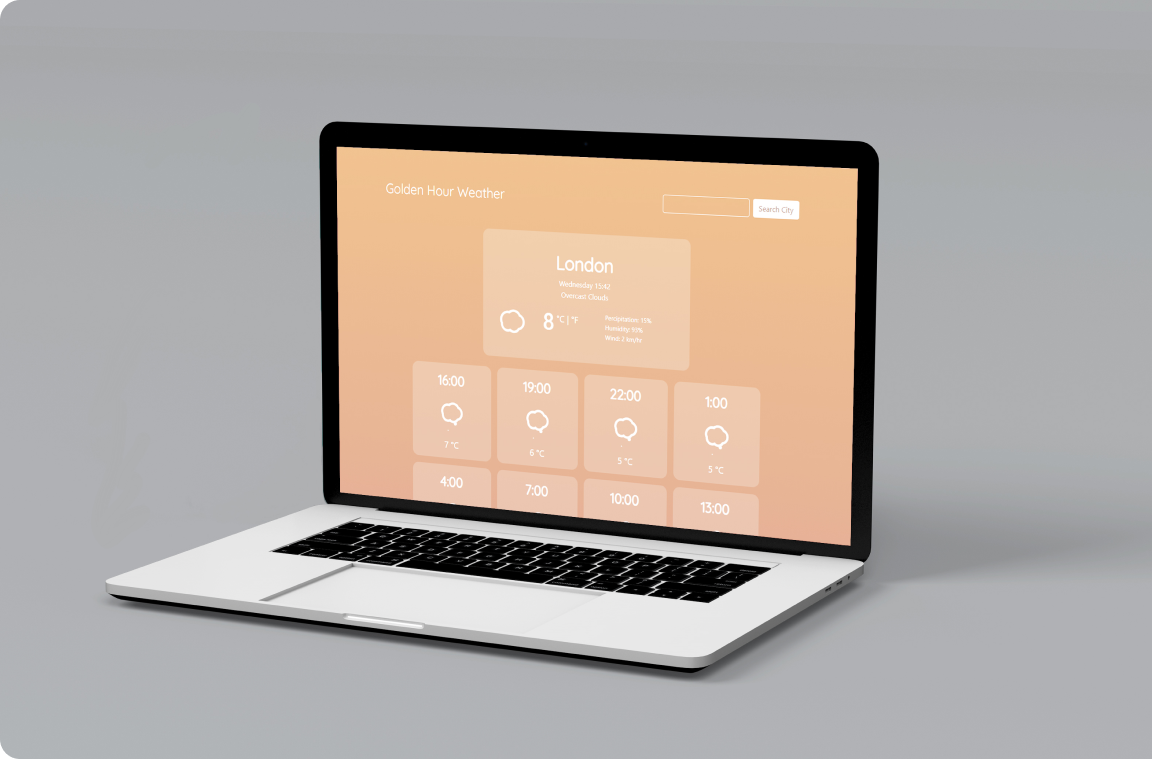 Golden Hour Weather
Search City
London
Wednesday 15:42
Overcast Clouds
8 °C | °F
Percipitation: 15%
Humidity: 93%
Wind: 2 km/hr
16:00
19:00
22:00
1:00
7 °C
6 °C
5 °C
5 °C
4:00
7:00
10:00
13:00